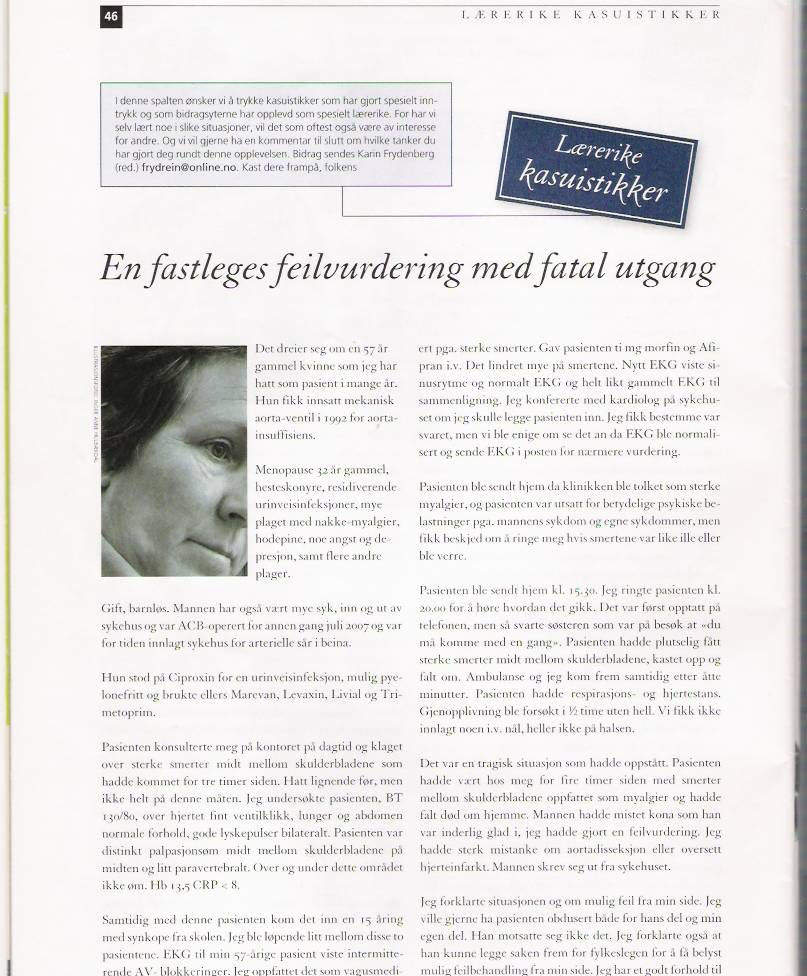 46
LÆRERIKE KASUISTIKKER
I denne spalten ønsker vi å trykke kasuistikker som har gjort spesielt inn-
trykk og som bidragsyterne har opplevd som spesielt lærerike. For har vi
selv lært noe i slike situasjoner, vil det som oftest også være av interesse
for andre. Og vi vil gjerne ha en kommentar til slutt om hvilke tanker du
har gjort deg rundt denne opplevelsen. Bidrag sendes Karin Frydenberg
(red.) frydrein@online.no. Kast dere frampå, folkens
Lærerike
kasuistikker
En fastleges feilvurdering med fatal utgang
Det dreier seg om en 57 år
gammel kvinne som jeg har
hatt som pasient i mange år.
Hun fikk innsatt mekanisk
aorta-ventil i 1992 for aorta-
insuffisiens.
Menopause 32 år gammel,
hesteskonyre, residiverende
urinveisinfeksjoner, mye
plaget med nakke-myalgier,
hodepine, noe angst og de-
presjon, samt flere andre
plager.
Gift, barnløs. Mannen har også vært mye syk, inn og ut av
sykehus og var ACB-operert for annen gang juli 2007 og var
for tiden innlagt sykehus for arterielle sår i beina.
Hun stod på Ciproxin for en urinveisinfeksjon, mulig pye-
lonefritt og brukte ellers Marevan, Levaxin, Livial og Tri-
metoprim.
Pasienten konsulterte meg på kontoret på dagtid og klaget
over sterke smerter midt mellom skulderbladene som
hadde kommet for tre timer siden. Hatt lignende før, men
ikke helt på denne måten. Jeg undersøkte pasienten, BT
130/80, over hjertet fint ventilklikk, lunger og abdomen
normale forhold, gode lyskepulser bilateralt. Pasienten var
distinkt palpasjonsøm midt mellom skulderbladene på
midten og litt paravertebralt. Over og under dette området
ikke øm. Hb 13,5 CRP < 8.
Samtidig med denne pasienten kom det inn en 15 åring
med synkope fra skolen. Jeg ble løpende litt mellom disse to
pasientene. EKG til min 57-årige pasient viste intermitte-
rende AV- blokkeringer. Jeg oppfattet det som vagusmedi-
ert pga. sterke smerter. Gav pasienten ti mg morfin og Afi-
pran i.v. Det lindret mye på smertene. Nytt EKG viste si-
nusrytme og normalt EKG og helt likt gammelt EKG til
sammenligning. Jeg konfererte med kardiolog på sykehu-
set om jeg skulle legge pasienten inn. Jeg fikk bestemme var
svaret, men vi ble enige om se det an da EKG ble normali-
sert og sende EKG i posten for nærmere vurdering.
Pasienten ble sendt hjem da klinikken ble tolket som sterke
myalgier, og pasienten var utsatt for betydelige psykiske be-
lastninger pga. mannens sykdom og egne sykdommer, men
fikk beskjed om å ringe meg hvis smertene var like ille eller
ble verre.
Pasienten ble sendt hjem kl. 15.30. Jeg ringte pasienten kl.
20.00 for å høre hvordan det gikk. Det var først opptatt på
telefonen, men så svarte søsteren som var på besøk at «du
må komme med en gang». Pasienten hadde plutselig fått
sterke smerter midt mellom skulderbladene, kastet opp og
falt om. Ambulanse og jeg kom frem samtidig etter åtte
minutter. Pasienten hadde respirasjons- og hjertestans.
Gjenopplivning ble forsøkt i ½ time uten hell. Vi fikk ikke
innlagt noen i.v. nål, heller ikke på halsen.
Det var en tragisk situasjon som hadde oppstått. Pasienten
hadde vært hos meg for fire timer siden med smerter
mellom skulderbladene oppfattet som myalgier og hadde
falt død om hjemme. Mannen hadde mistet kona som han
var inderlig glad i, jeg hadde gjort en feilvurdering. Jeg
hadde sterk mistanke om aortadisseksjon eller oversett
hjerteinfarkt. Mannen skrev seg ut fra sykehuset.
Jeg forklarte situasjonen og om mulig feil fra min side. Jeg
ville gjerne ha pasienten obdusert både for hans del og min
egen del. Han motsatte seg ikke det. Jeg forklarte også at
han kunne legge saken frem for fylkeslegen for å få belyst
mulig feilbehandling fra min side. Jeg har et godt forhold til